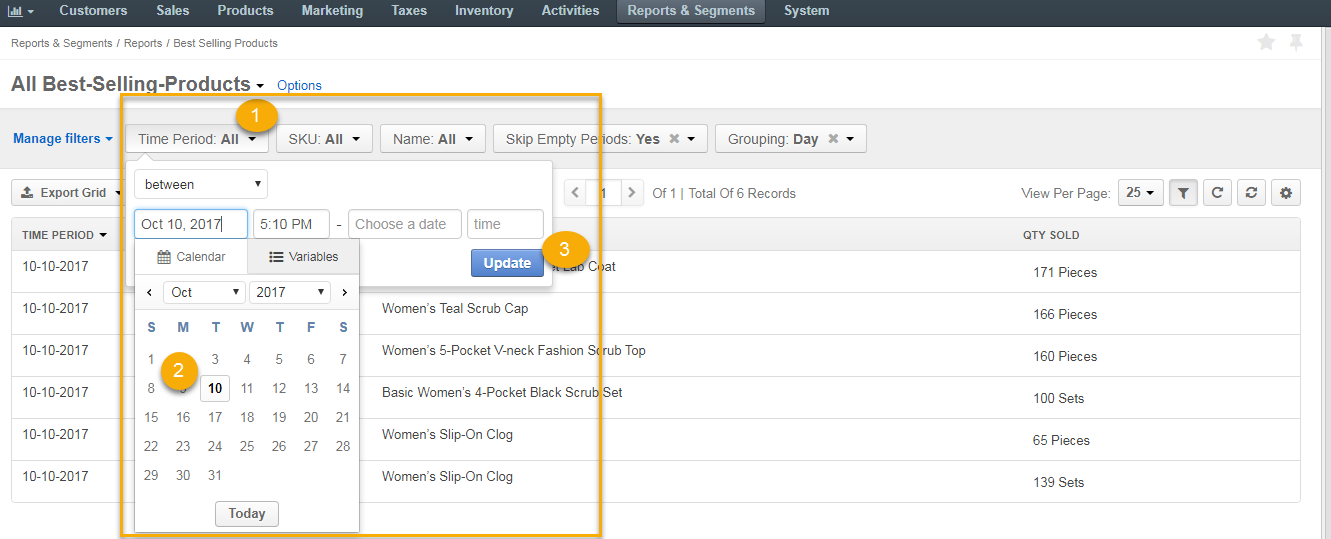 Customers Sales Products Marketing Taxes Inventory Activities Reports & Segments System
Reports & Segments / Reports / Best Selling Products
All Best-Selling-Products Options
1
Manage filters Time Period: All SKU: All Name: All Skip Empty Periods: Yes Grouping: Day
between
Export Grid 1 Of 1 | Total Of 6 Records View Per Page: 25
Oct 10, 2017 5:10 PM - Choose a date time
TIME PERIOD QTY SOLD
3
Calendar Variables Update
10-10-2017 Lab Coat 171 Pieces
Oct 2017
10-10-2017 Women's Teal Scrub Cap 166 Pieces
S M T W T F S
10-10-2017 Women's 5-Pocket V-neck Fashion Scrub Top 160 Pieces
1 3 4 5 6 7
2
8 9 10 11 12 13 14
10-10-2017 Basic Women's 4-Pocket Black Scrub Set 100 Sets
15 16 17 18 19 20 21
10-10-2017 Women's Slip-On Clog 65 Pieces
22 23 24 25 26 27 28
29 30 31
10-10-2017 Women's Slip-On Clog 139 Sets
Today